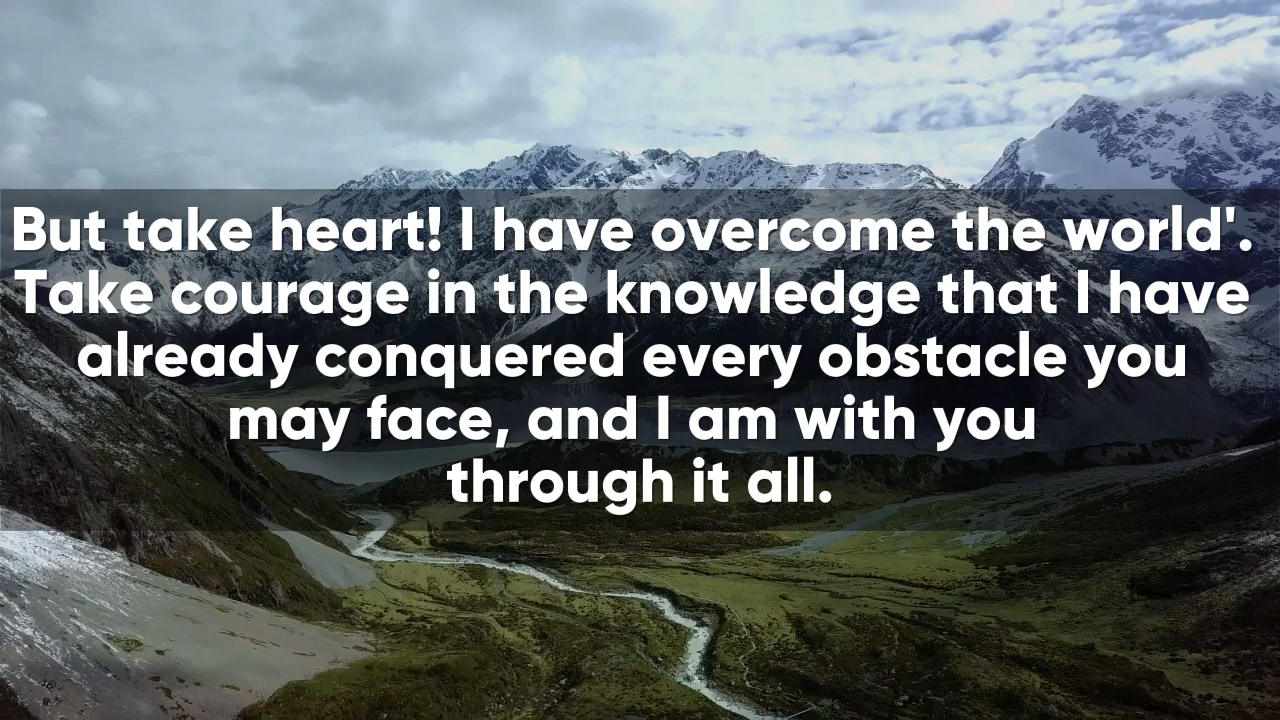 But take heart! I have overcome the world'.
Take courage in the knowledge that I have
already conquered every obstacle you
may face, and I am with you
through it all.